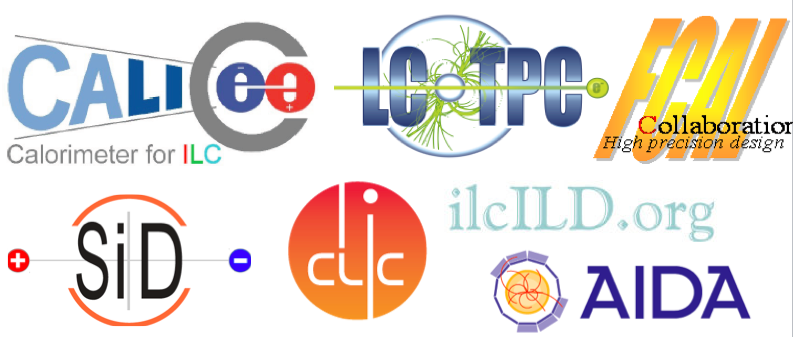 CALICe
Calorimeter for ILC
LC TPC
e
FCAL
Collaboration
High precision design
SiD
clic
ilcILD.org
AIDA